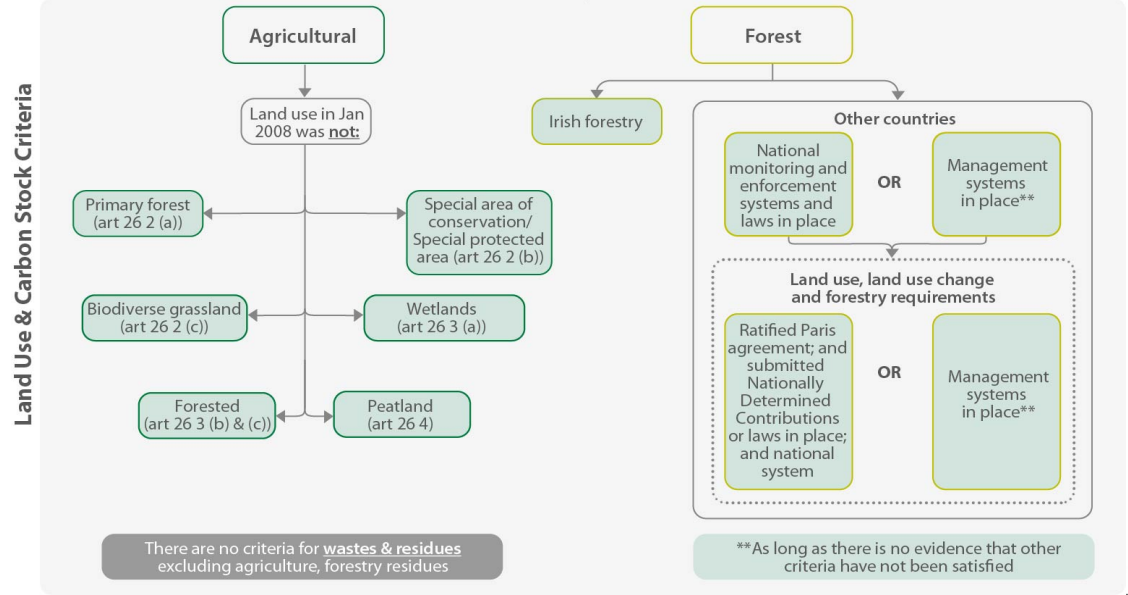 Land Use & Carbon Stock Criteria
Agricultural
Land use in Jan
2008 was not:
Primary forest
(art 26 2 (a))
Special area of
conservation/
Special protected
area (art 26 2 (b))
Biodiverse grassland
(art 26 2 (c))
Wetlands
(art 26 3 (a))
Forested
(art 26 3 (b) & (c))
Peatland
(art 26 4)
There are no criteria for wastes & residues
excluding agriculture, forestry residues
Forest
Irish forestry
Other countries
National
monitoring and
enforcement
systems and
laws in place
OR
Management
systems
in place**
Land use, land use change
and forestry requirements
Ratified Paris
agreement; and
submitted
Nationally
Determined
Contributions
or laws in place;
and national
system
OR
Management
systems
in place**
**As long as there is no evidence that other
criteria have not been satisfied